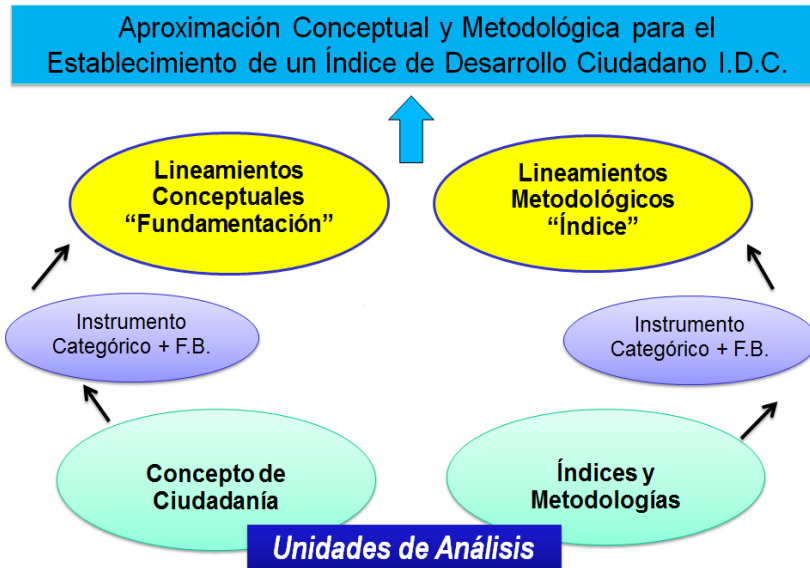 Aproximación Conceptual y Metodológica para el
Establecimiento de un Índice de Desarrollo Ciudadano I.D.C.
Lineamientos
Conceptuales
“Fundamentación”
Lineamientos
Metodológicos
“Índice”
Instrumento
Categórico + F.B.
Instrumento
Categórico + F.B.
Concepto de
Ciudadanía
Índices y
Metodologías
Unidades de Análisis